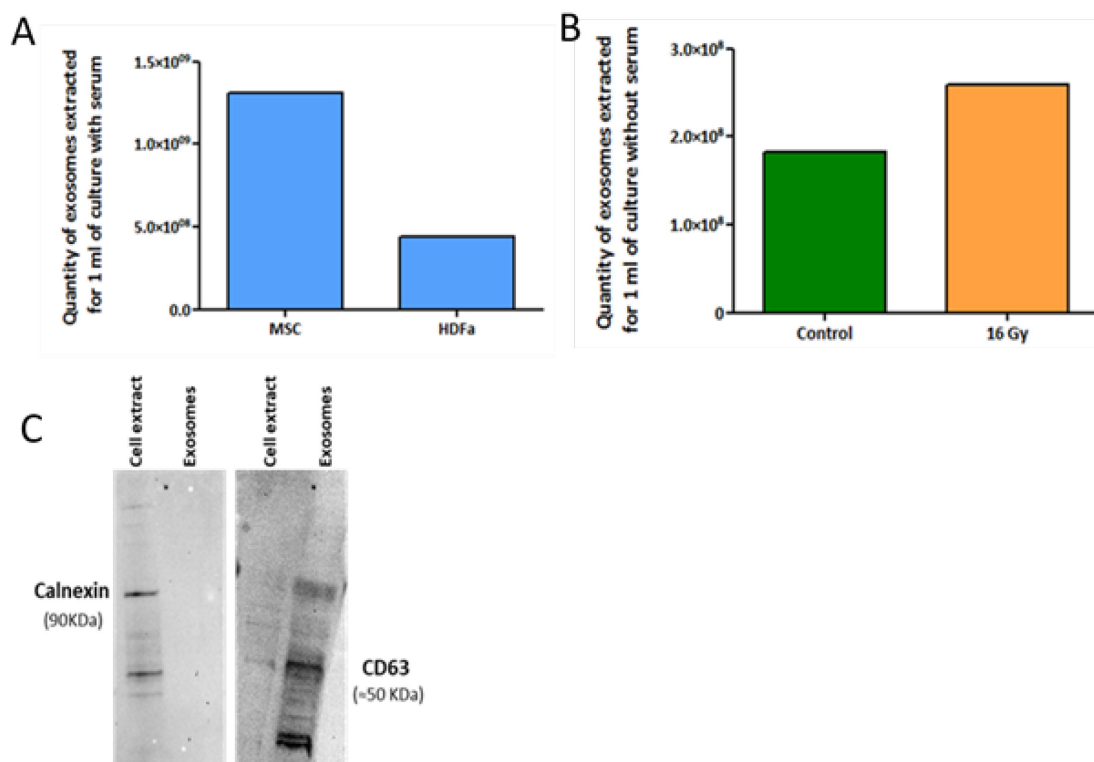 A
Quantity of exosomes extracted
for 1 ml of culture with serum
1.5×10⁰⁹
1.0×10⁰⁹
5.0×10⁰⁸
0.0
MSC
HDFa
B
Quantity of exosomes extracted
for 1 ml of culture without serum
3.0×10⁸
2.0×10⁸
1.0×10⁸
0
Control
16 Gy
C
Cell extract
Exosomes
Cell extract
Exosomes
Calnexin
(90KDa)
CD63
(≈50 KDa)